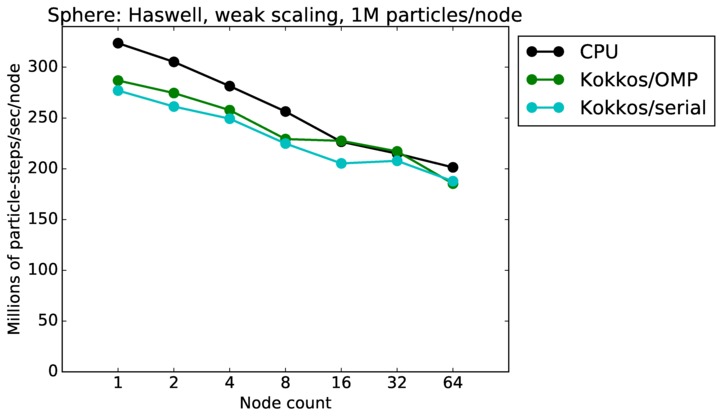 Sphere: Haswell, weak scaling, 1M particles/node
CPU
Kokkos/OMP
Kokkos/serial
Millions of particle-steps/sec/node
300
250
200
150
100
50
0
1 2 4 8 16 32 64
Node count